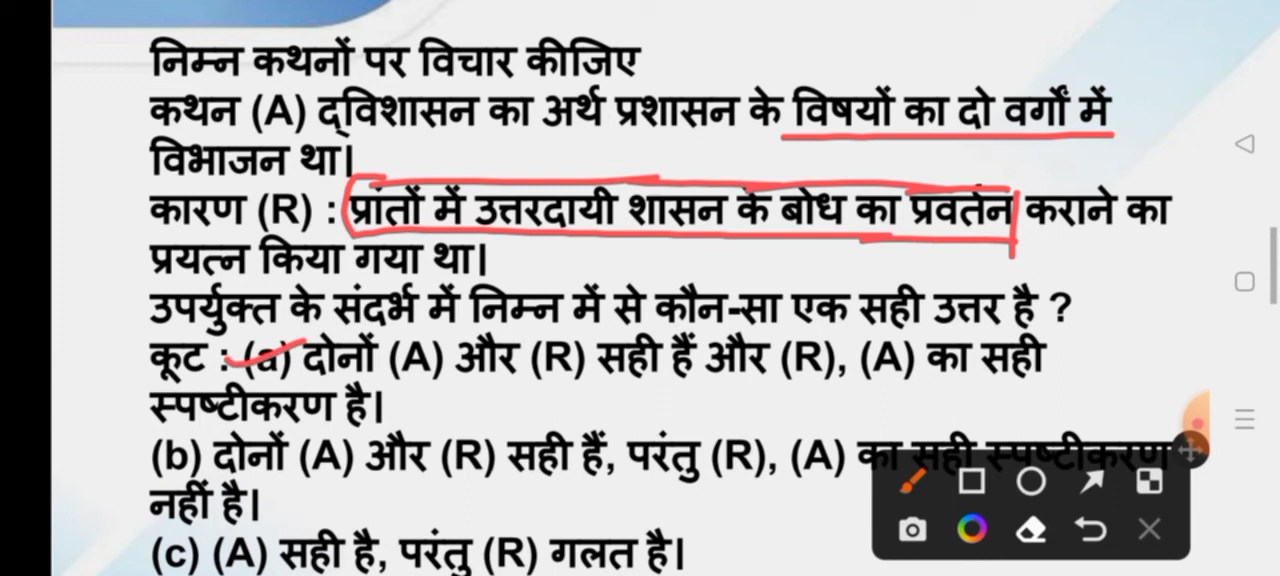 निम्न कथनों पर विचार कीजिए
कथन (A) द्विशासन का अर्थ प्रशासन के विषयों का दो वर्गों में
विभाजन था।
कारण (R) : प्रांतों में उत्तरदायी शासन के बोध का प्रवर्तन कराने का
प्रयत्न किया गया था।
उपर्युक्त के संदर्भ में निम्न में से कौन-सा एक सही उत्तर है ?
कूट : (a) दोनों (A) और (R) सही हैं और (R), (A) का सही
स्पष्टीकरण है।
(b) दोनों (A) और (R) सही हैं, परंतु (R), (A) का सही स्पष्टीकरण
नहीं है।
(c) (A) सही है, परंतु (R) गलत है।